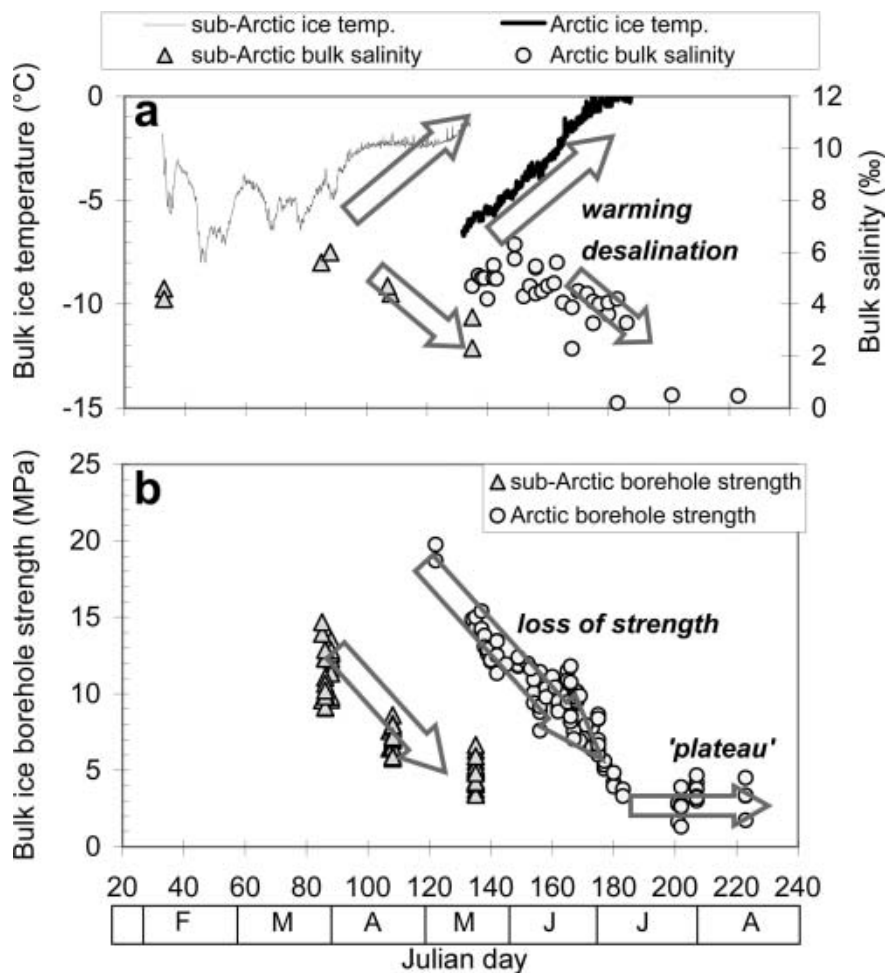 sub-Arctic ice temp. Arctic ice temp.
sub-Arctic bulk salinity Arctic bulk salinity
a
Bulk ice temperature (°C)
0
-5
-10
-15
12
10
8
6
4
2
0
Bulk salinity (‰)
warming
desalination
b
Bulk ice borehole strength (MPa)
25
20
15
10
5
0
sub-Arctic borehole strength
Arctic borehole strength
loss of strength
'plateau'
20 40 60 80 100 120 140 160 180 200 220 240
F M A M J J A
Julian day